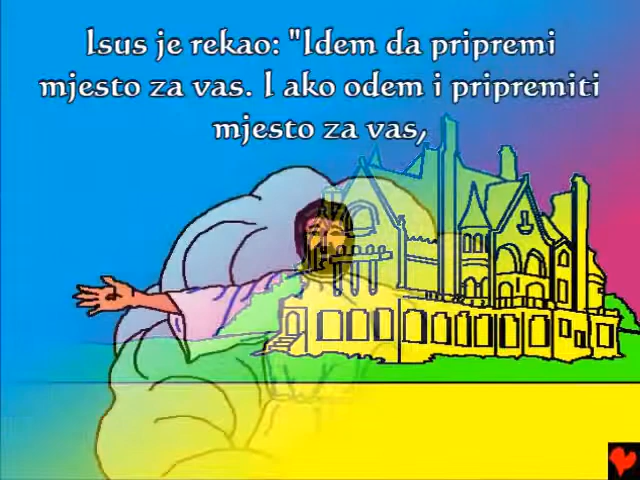 Isus je rekao: "Idem da pripremi
mjesto za vas. I ako odem i pripremiti
mjesto za vas,